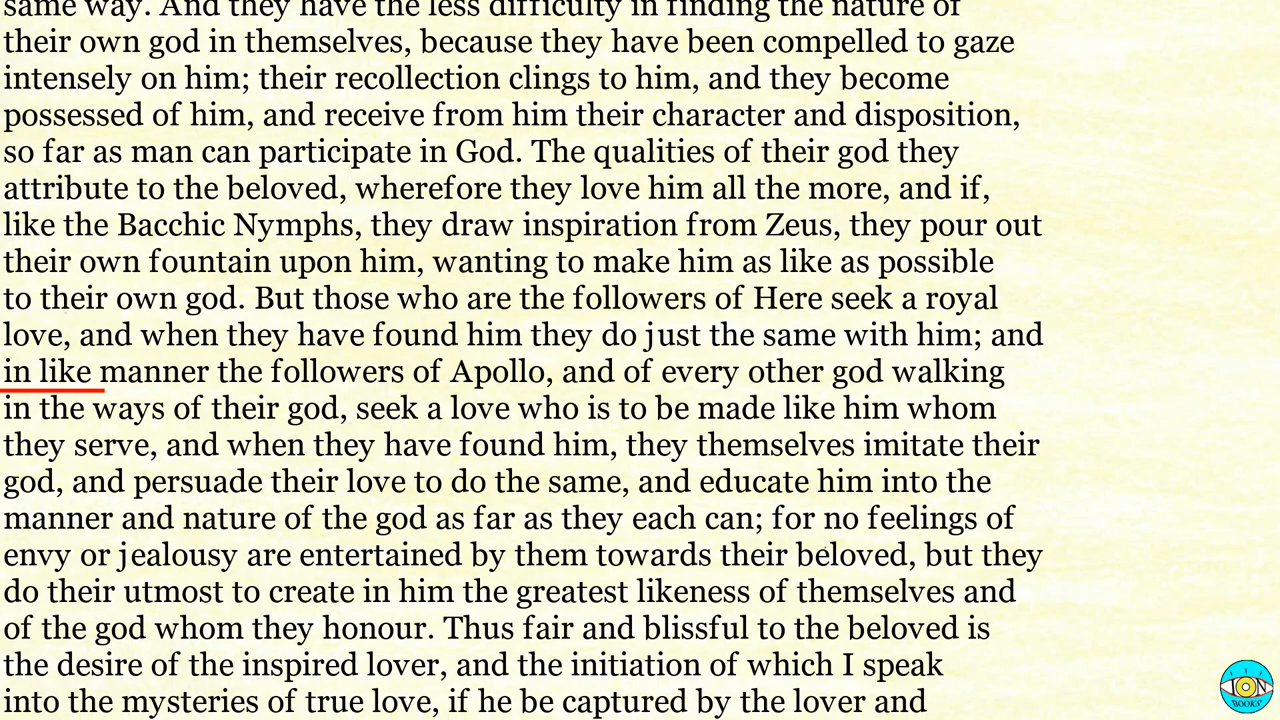 same way. And they have the less difficulty in finding the nature of
their own god in themselves, because they have been compelled to gaze
intensely on him; their recollection clings to him, and they become
possessed of him, and receive from him their character and disposition,
so far as man can participate in God. The qualities of their god they
attribute to the beloved, wherefore they love him all the more, and if,
like the Bacchic Nymphs, they draw inspiration from Zeus, they pour out
their own fountain upon him, wanting to make him as like as possible
to their own god. But those who are the followers of Here seek a royal
love, and when they have found him they do just the same with him; and
in like manner the followers of Apollo, and of every other god walking
in the ways of their god, seek a love who is to be made like him whom
they serve, and when they have found him, they themselves imitate their
god, and persuade their love to do the same, and educate him into the
manner and nature of the god as far as they each can; for no feelings of
envy or jealousy are entertained by them towards their beloved, but they
do their utmost to create in him the greatest likeness of themselves and
of the god whom they honour. Thus fair and blissful to the beloved is
the desire of the inspired lover, and the initiation of which I speak
into the mysteries of true love, if he be captured by the lover and
ION
BOOKS